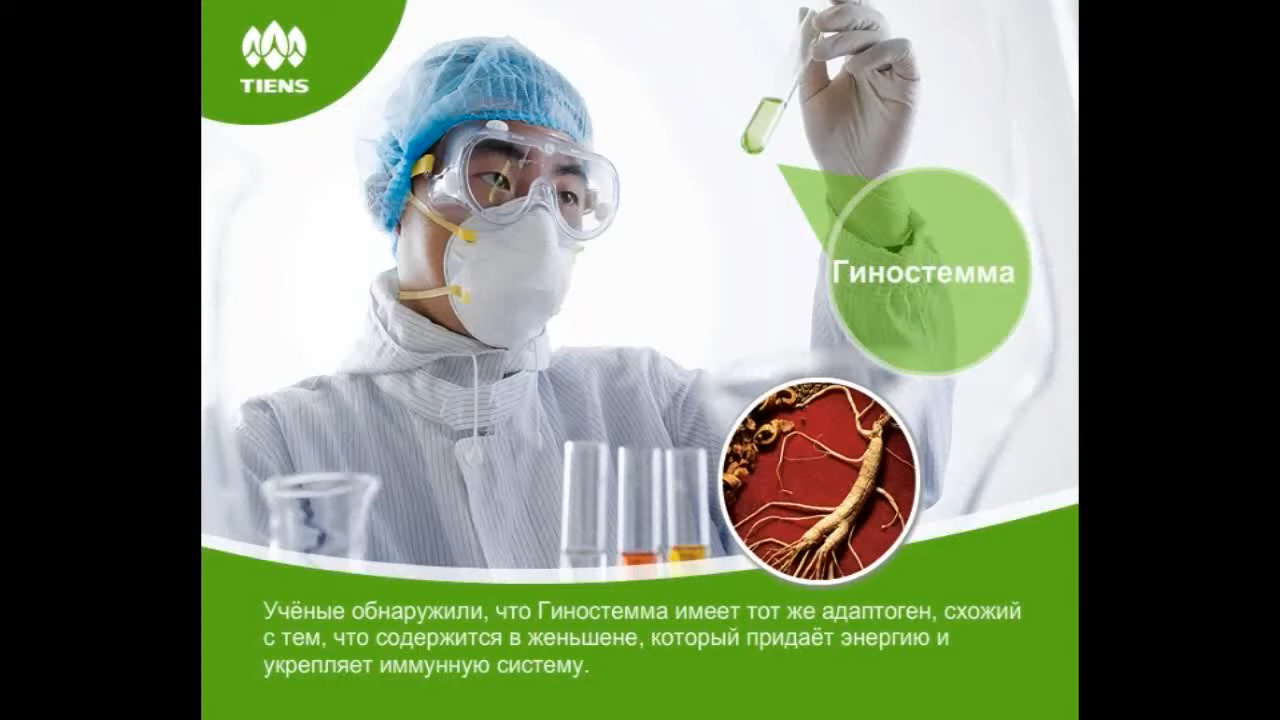 TIENS
Гиностемма
Учёные обнаружили, что Гиностемма имеет тот же адаптоген, схожий
с тем, что содержится в женьшене, который придаёт энергию и
укрепляет иммунную систему.